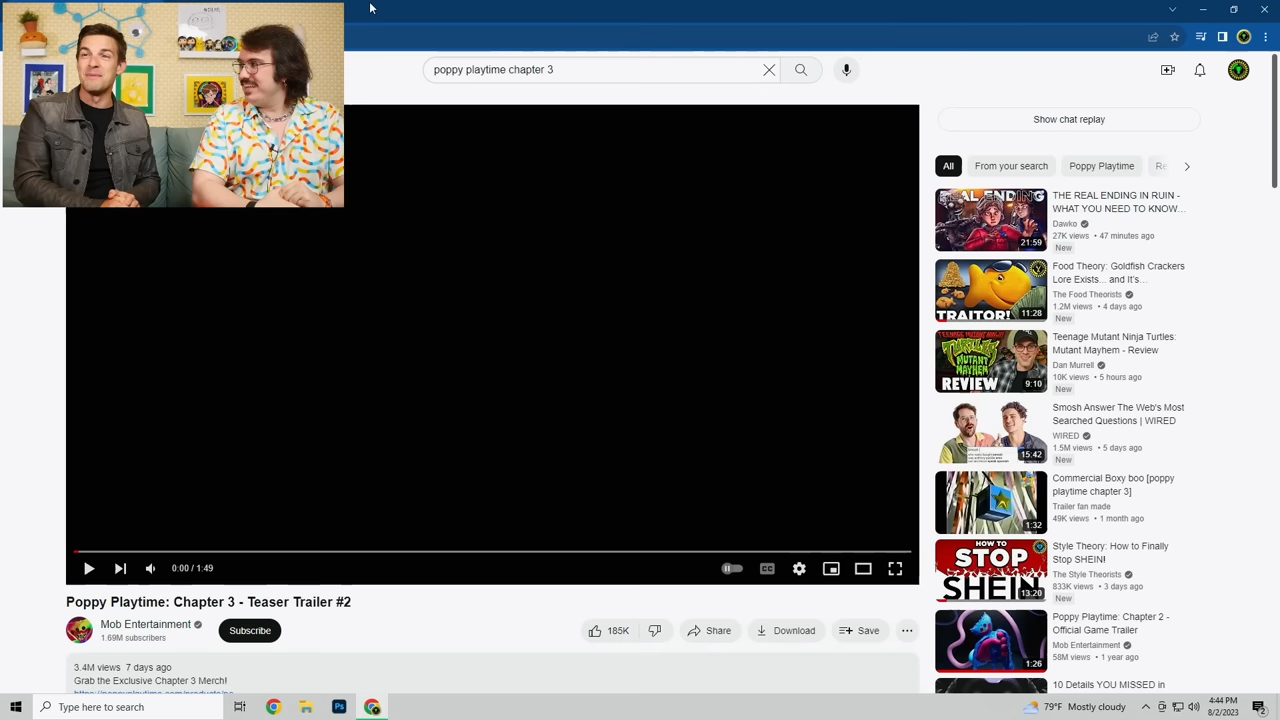 poppy playtime chapter 3
Show chat replay
All
From your search
Poppy Playtime
Re
REAL ENDING
21:59
THE REAL ENDING IN RUIN -
WHAT YOU NEED TO KNOW...
Dawko
27K views • 47 minutes ago
New
TRAITOR!
11:28
Food Theory: Goldfish Crackers
Lore Exists... and It's...
The Food Theorists
1.2M views • 4 days ago
New
MUTANT
MAYHEM
REVIEW
9:10
Teenage Mutant Ninja Turtles:
Mutant Mayhem - Review
Dan Murrell
10K views • 5 hours ago
New
15:42
Smosh Answer The Web's Most
Searched Questions | WIRED
WIRED
1.5M views • 5 days ago
New
1:32
Commercial Boxy boo [poppy
playtime chapter 3]
Trailer fan made
49K views • 1 month ago
HOW TO
STOP
SHEIN
13:20
Style Theory: How to Finally
Stop SHEIN!
The Style Theorists
833K views • 3 days ago
New
1:26
Poppy Playtime: Chapter 2 -
Official Game Trailer
Mob Entertainment
58M views • 1 year ago
10 Details YOU MISSED in
0:00 / 1:49
CC
Poppy Playtime: Chapter 3 - Teaser Trailer #2
Mob Entertainment
1.69M subscribers
Subscribe
185K
Share
Download
Save
3.4M views 7 days ago
Grab the Exclusive Chapter 3 Merch!
Type here to search
Ps
79°F Mostly cloudy
4:44 PM
8/2/2023
2